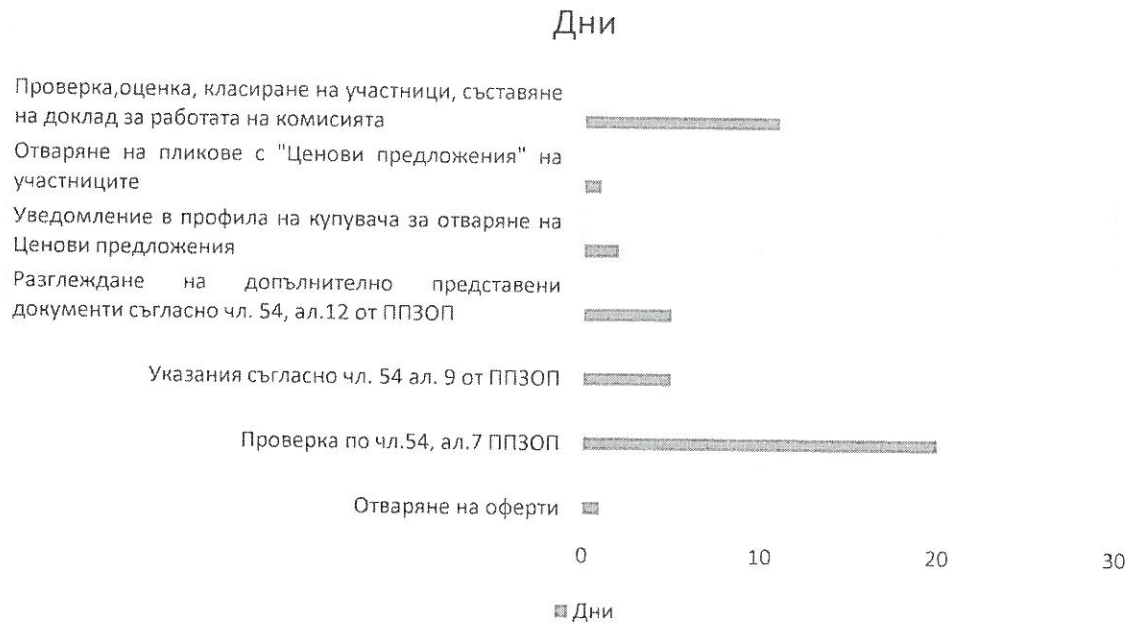 Дни
Проверка,оценка, класиране на участници, съставяне
на доклад за работата на комисията
Отваряне на пликове с "Ценови предложения" на
участниците
Уведомление в профила на купувача за отваряне на
Ценови предложения
Разглеждане на допълнително представени
документи съгласно чл. 54, ал.12 от ППЗОП
Указания съгласно чл. 54 ал. 9 от ППЗОП
Проверка по чл.54, ал.7 ППЗОП
Отваряне на оферти
0 10 20 30
Дни